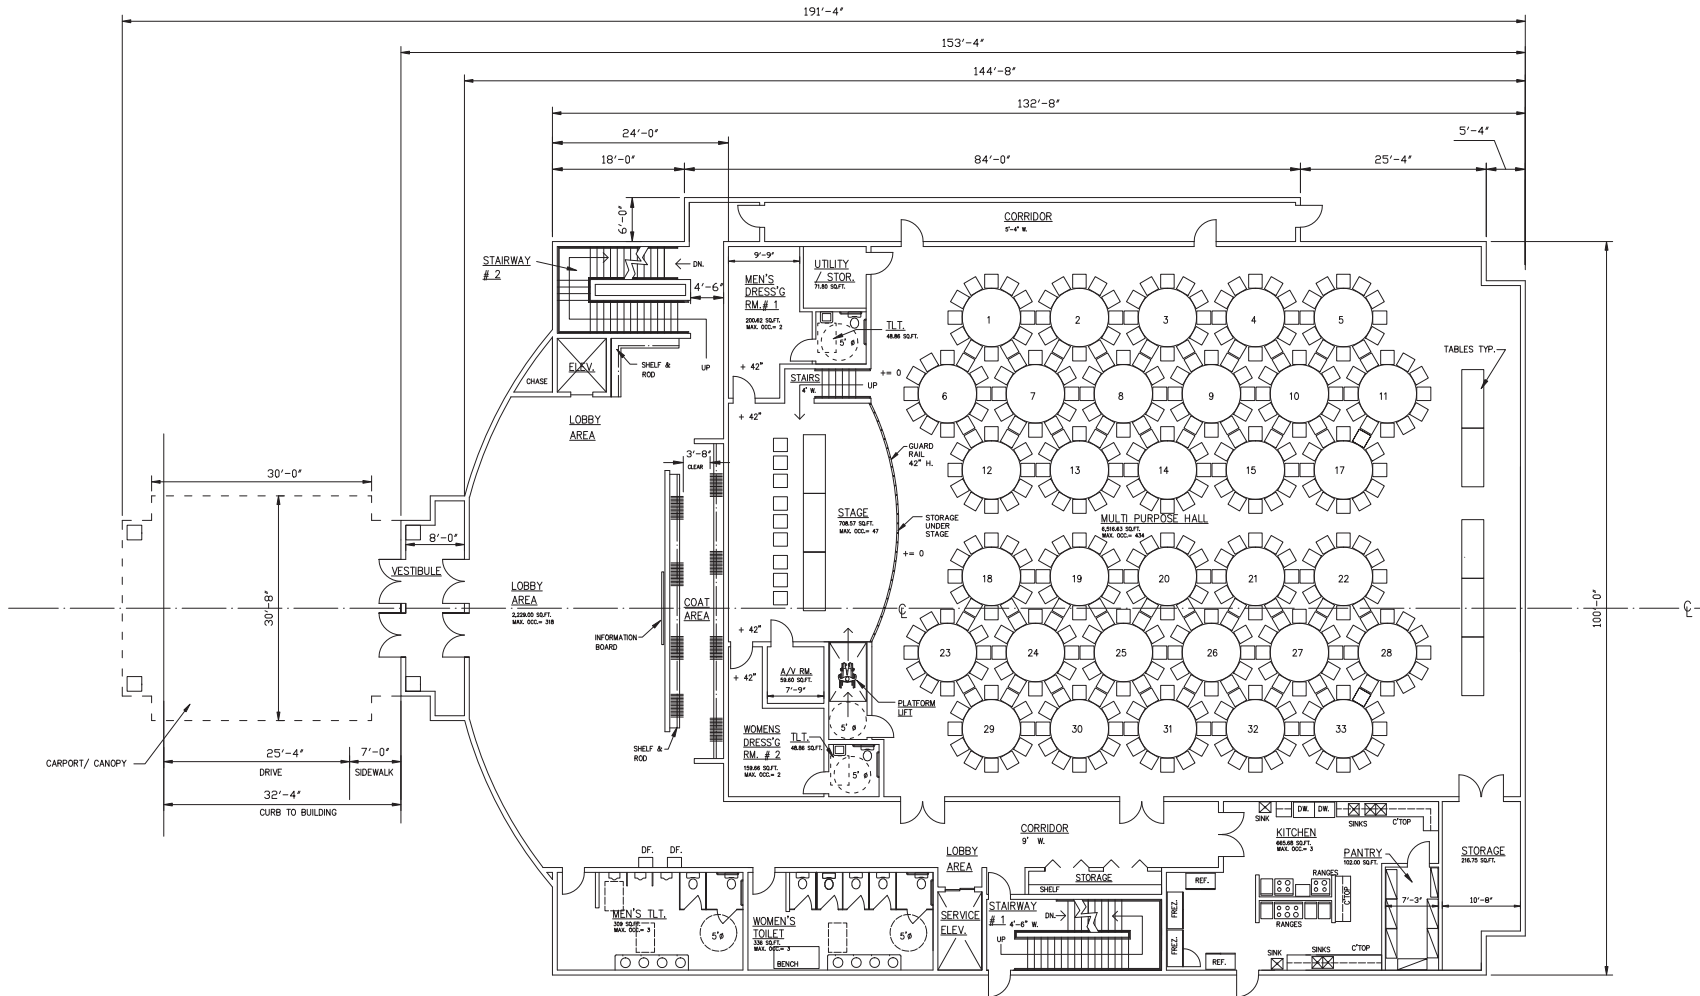 191'-4"
153'-4"
144'-8"
132'-8"
24'-0"
5'-4"
18'-0"
84'-0"
25'-4"
6'-0"
CORRIDOR
5'-4" W.
STAIRWAY
# 2
DN.
4'-6"
9'-9"
UTILITY
/ STOR.
71.80 SQ.FT.
MEN'S
DRESS'G
RM.# 1
200.62 SQ.FT.
MAX. OCC.= 2
TLT.
48.86 SQ.FT.
5' ø
ELEV.
CHASE
SHELF &
ROD
UP
+ 42"
STAIRS
4' W.
UP
+= 0
+ 42"
LOBBY
AREA
3'-8"
CLEAR
GUARD
RAIL
42" H.
STAGE
708.57 SQ.FT.
MAX. OCC.= 47
STORAGE
UNDER
STAGE
+= 0
1
2
3
4
5
6
7
8
9
10
11
12
13
14
15
17
MULTI PURPOSE HALL
6,516.63 SQ.FT.
MAX. OCC.= 434
18
19
20
21
22
23
24
25
26
27
28
29
30
31
32
33
TABLES TYP.
100'-0"
30'-0"
30'-8"
8'-0"
VESTIBULE
LOBBY
AREA
2,229.00 SQ.FT.
MAX. OCC.= 318
COAT
AREA
INFORMATION
BOARD
+ 42"
+ 42"
A/V RM.
59.60 SQ.FT.
7'-9"
PLATFORM
LIFT
5' ø
WOMENS
DRESS'G
RM. # 2
159.66 SQ.FT.
MAX. OCC.= 2
TLT.
48.86 SQ.FT.
5' ø
SHELF &
ROD
CARPORT/ CANOPY
25'-4"
7'-0"
DRIVE
SIDEWALK
32'-4"
CURB TO BUILDING
DF.
DF.
CORRIDOR
9' W.
LOBBY
AREA
STORAGE
SHELF
MEN'S TLT.
309 SQ.FT.
MAX. OCC.= 3
5'ø
WOMEN'S
TOILET
336 SQ.FT.
MAX. OCC.= 3
BENCH
5'ø
SERVICE
ELEV.
STAIRWAY
# 1
4'-6" W.
DN.
UP
SINK
DW.
DW.
SINKS
C'TOP
KITCHEN
665.68 SQ.FT.
MAX. OCC.= 3
PANTRY
102.00 SQ.FT.
STORAGE
216.75 SQ.FT.
REF.
RANGES
C'TOP
RANGES
FREZ.
FREZ.
7'-3"
10'-8"
SINK
SINKS
C'TOP
REF.